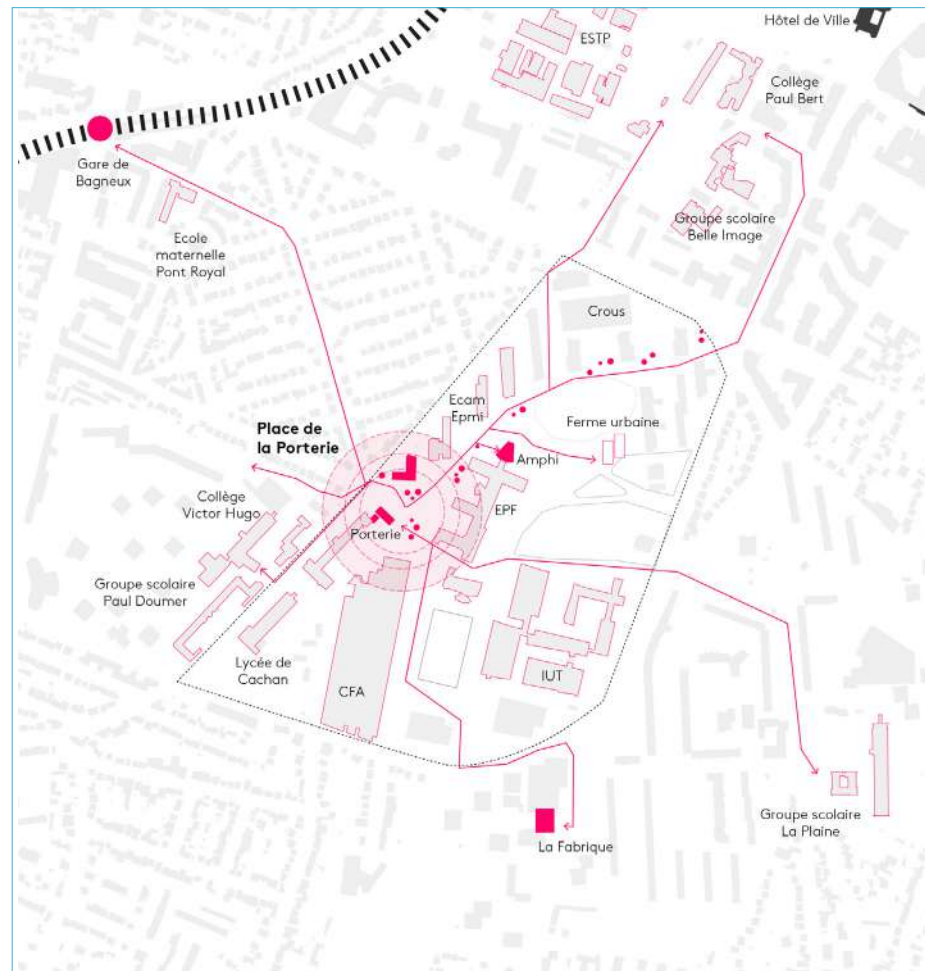 Hôtel de Ville
ESTP
Collège
Paul Bert
Gare de
Bagneux
Ecole
maternelle
Pont Royal
Groupe scolaire
Belle Image
Crous
Ecam
Epmi
Ferme urbaine
Place de
la Porterie
Amphi
Collège
Victor Hugo
EPF
Porterie
Groupe scolaire
Paul Doumer
Lycée de
Cachan
CFA
IUT
Groupe scolaire
La Plaine
La Fabrique